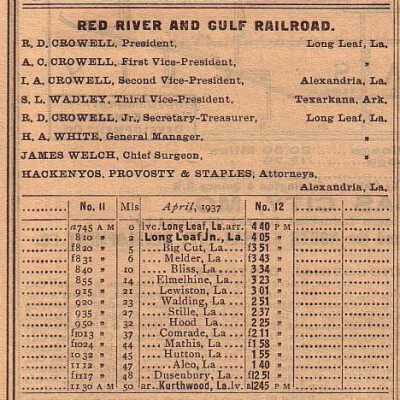 RED RIVER AND GULF RAILROAD.
R. D. CROWELL, President, Long Leaf, La.
A. C. CROWELL, First Vice-President, "
I. A. CROWELL, Second Vice-President, Alexandria, La.
S. L. WADLEY, Third Vice-President, Texarkana, Ark.
R. D. CROWELL, Jr., Secretary-Treasurer, Long Leaf, La.
H. A. WHITE, General Manager, "
JAMES WELCH, Chief Surgeon, "
HACKENYOS, PROVOSTY & STAPLES, Attorneys,
Alexandria, La.
No. 11 Mls April, 1937 No. 12
a745 A M 0 lve. Long Leaf, La. arr. 4 40 P M
8 10 " 2 Long Leaf Jn., La. 4 05 "
f8 20 " 5 Big Cut, La. f3 51 "
f8 31 " 6 Melder, La. f3 43 "
8 40 " 10 Bliss, La. 3 34 "
8 55 " 14 Elmelhine, La. 3 23 "
9 15 " 21 Lewiston, La. 3 01 "
9 20 " 23 Walding, La. 2 51 "
9 35 " 27 Stille, La. 2 37 "
9 50 " 32 Hood La. 2 25 "
f1013 " 37 Comrade, La. f2 11 "
f1024 " 44 Mathis, La. f1 58 "
10 32 " 45 Hutton, La. 1 55 "
11 12 " 47 Alco, La. 1 40 "
f1117 " 48 Dusenbury, La. f12 51 "
11 30 A M 50 ar. Kurthwood, La. lv. a1245 P M